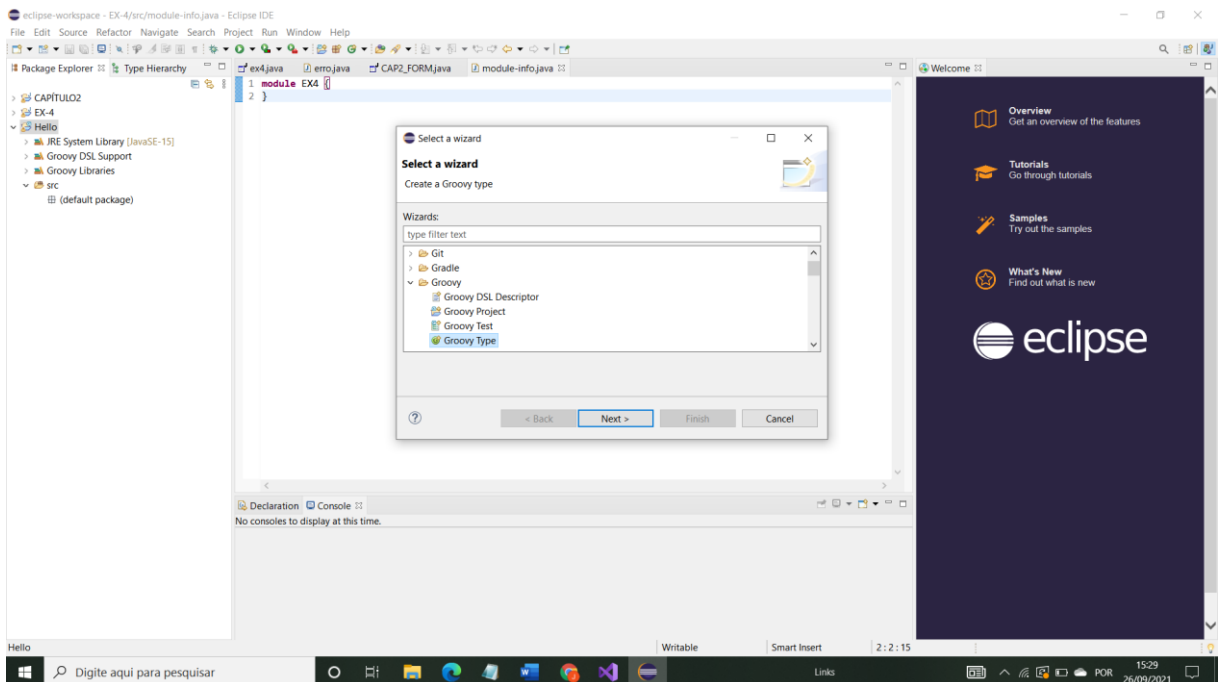 eclipse-workspace - EX-4/src/module-info.java - Eclipse IDE
File Edit Source Refactor Navigate Search Project Run Window Help
Package Explorer Type Hierarchy
CAPÍTULO2
EX-4
Hello
JRE System Library [JavaSE-15]
Groovy DSL Support
Groovy Libraries
src
(default package)
ex4.java erro.java CAP2_FORM.java module-info.java
1 module EX4 {
2 }
Select a wizard
Select a wizard
Create a Groovy type
Wizards:
type filter text
Git
Gradle
Groovy
Groovy DSL Descriptor
Groovy Project
Groovy Test
Groovy Type
< Back Next > Finish Cancel
Declaration Console
No consoles to display at this time.
Welcome
Overview
Get an overview of the features
Tutorials
Go through tutorials
Samples
Try out the samples
What's New
Find out what is new
eclipse
Hello Writable Smart Insert 2 : 2 : 15
Digite aqui para pesquisar Links POR 15:29
26/09/2021